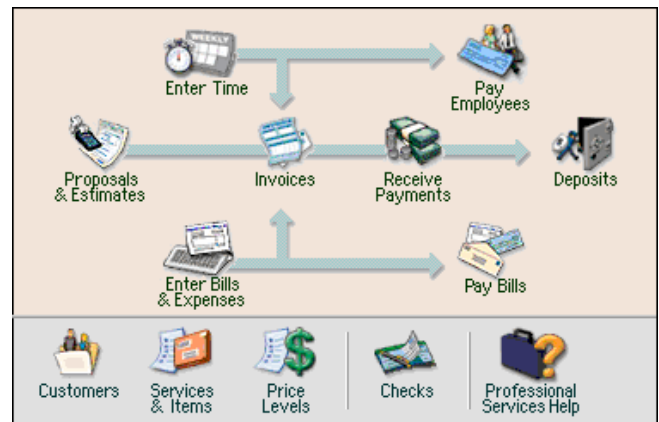 WEEKLY
Enter Time
Pay
Employees
Proposals
& Estimates
Invoices
Receive
Payments
Deposits
Enter Bills
& Expenses
Pay Bills
Customers
Services
& Items
Price
Levels
Checks
Professional
Services Help